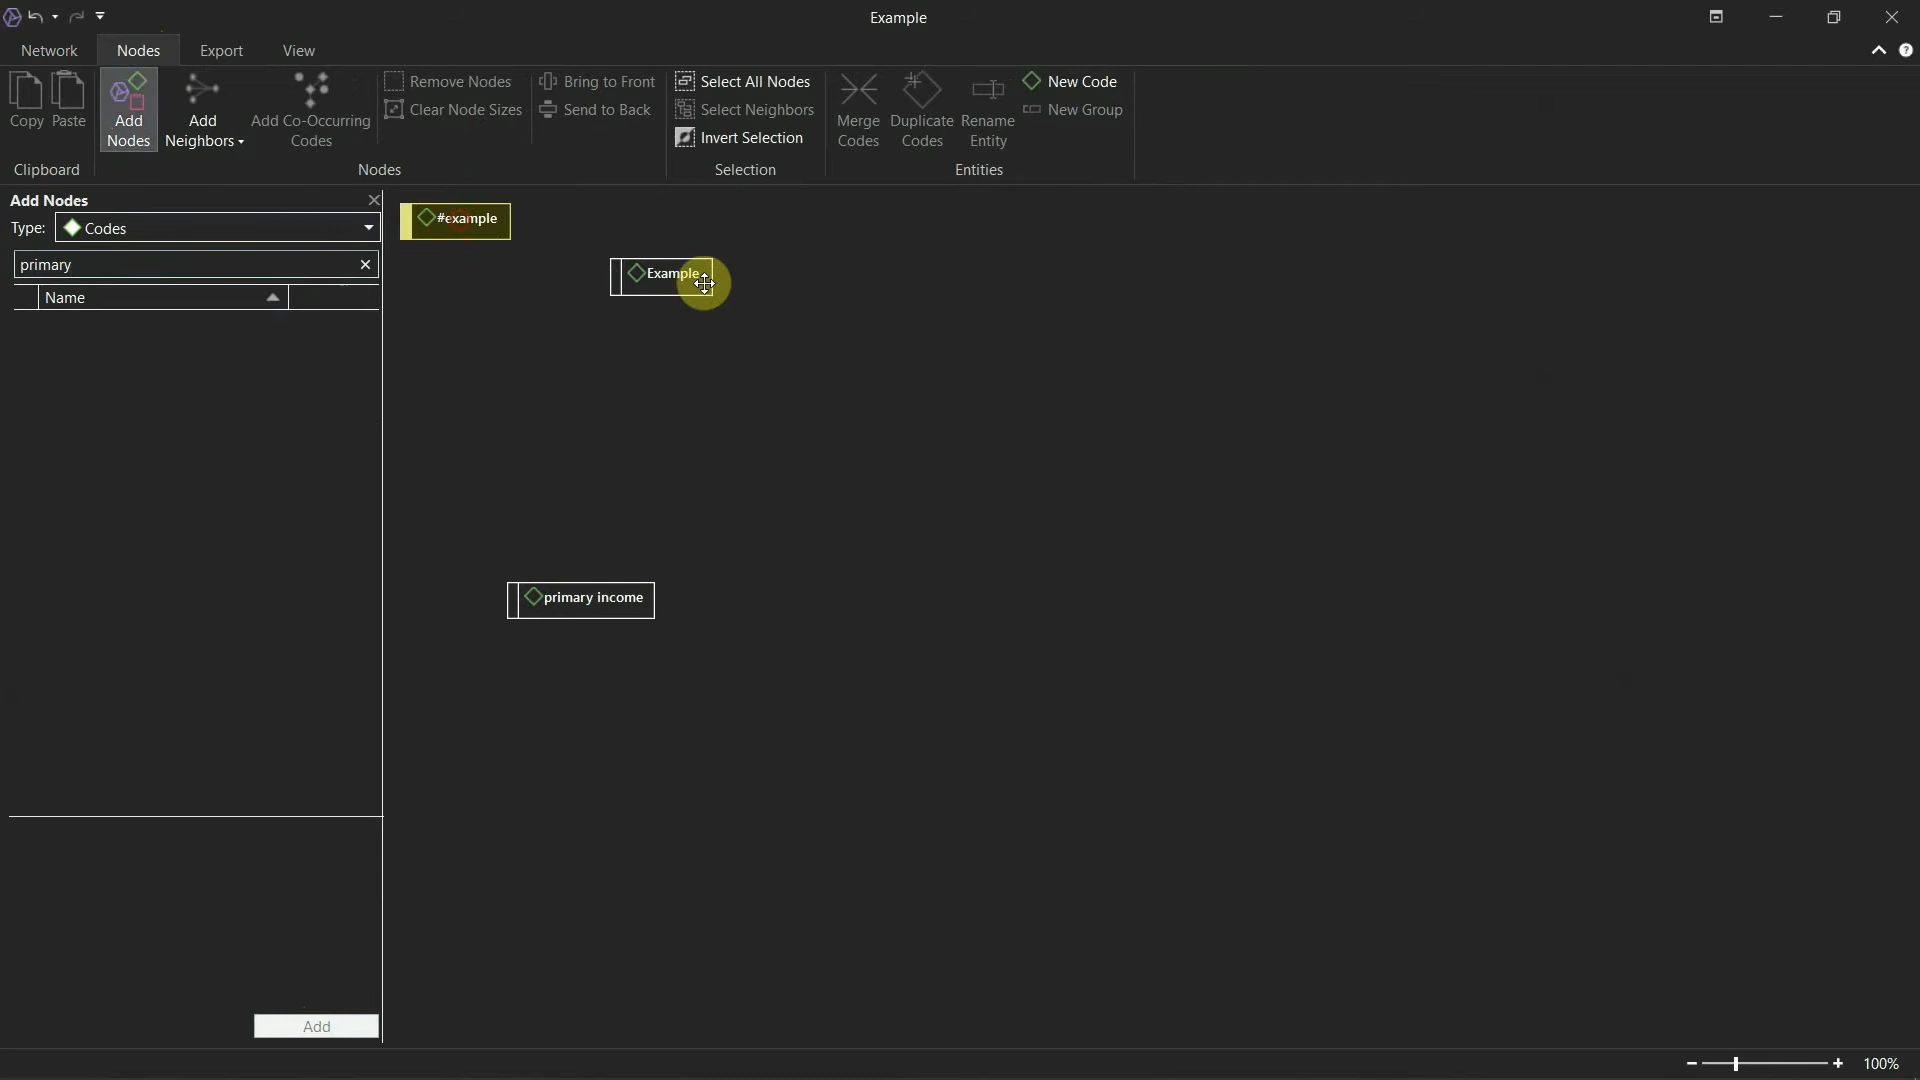 Example
Network Nodes Export View
Copy Paste
Add Nodes
Add Neighbors
Add Co-Occurring Codes
Remove Nodes
Clear Node Sizes
Bring to Front
Send to Back
Select All Nodes
Select Neighbors
Invert Selection
Merge Codes
Duplicate Codes
Rename Entity
New Code
New Group
Clipboard Nodes Selection Entities
Add Nodes
Type: Codes
primary
Name
#example
Example
primary income
Add
100%